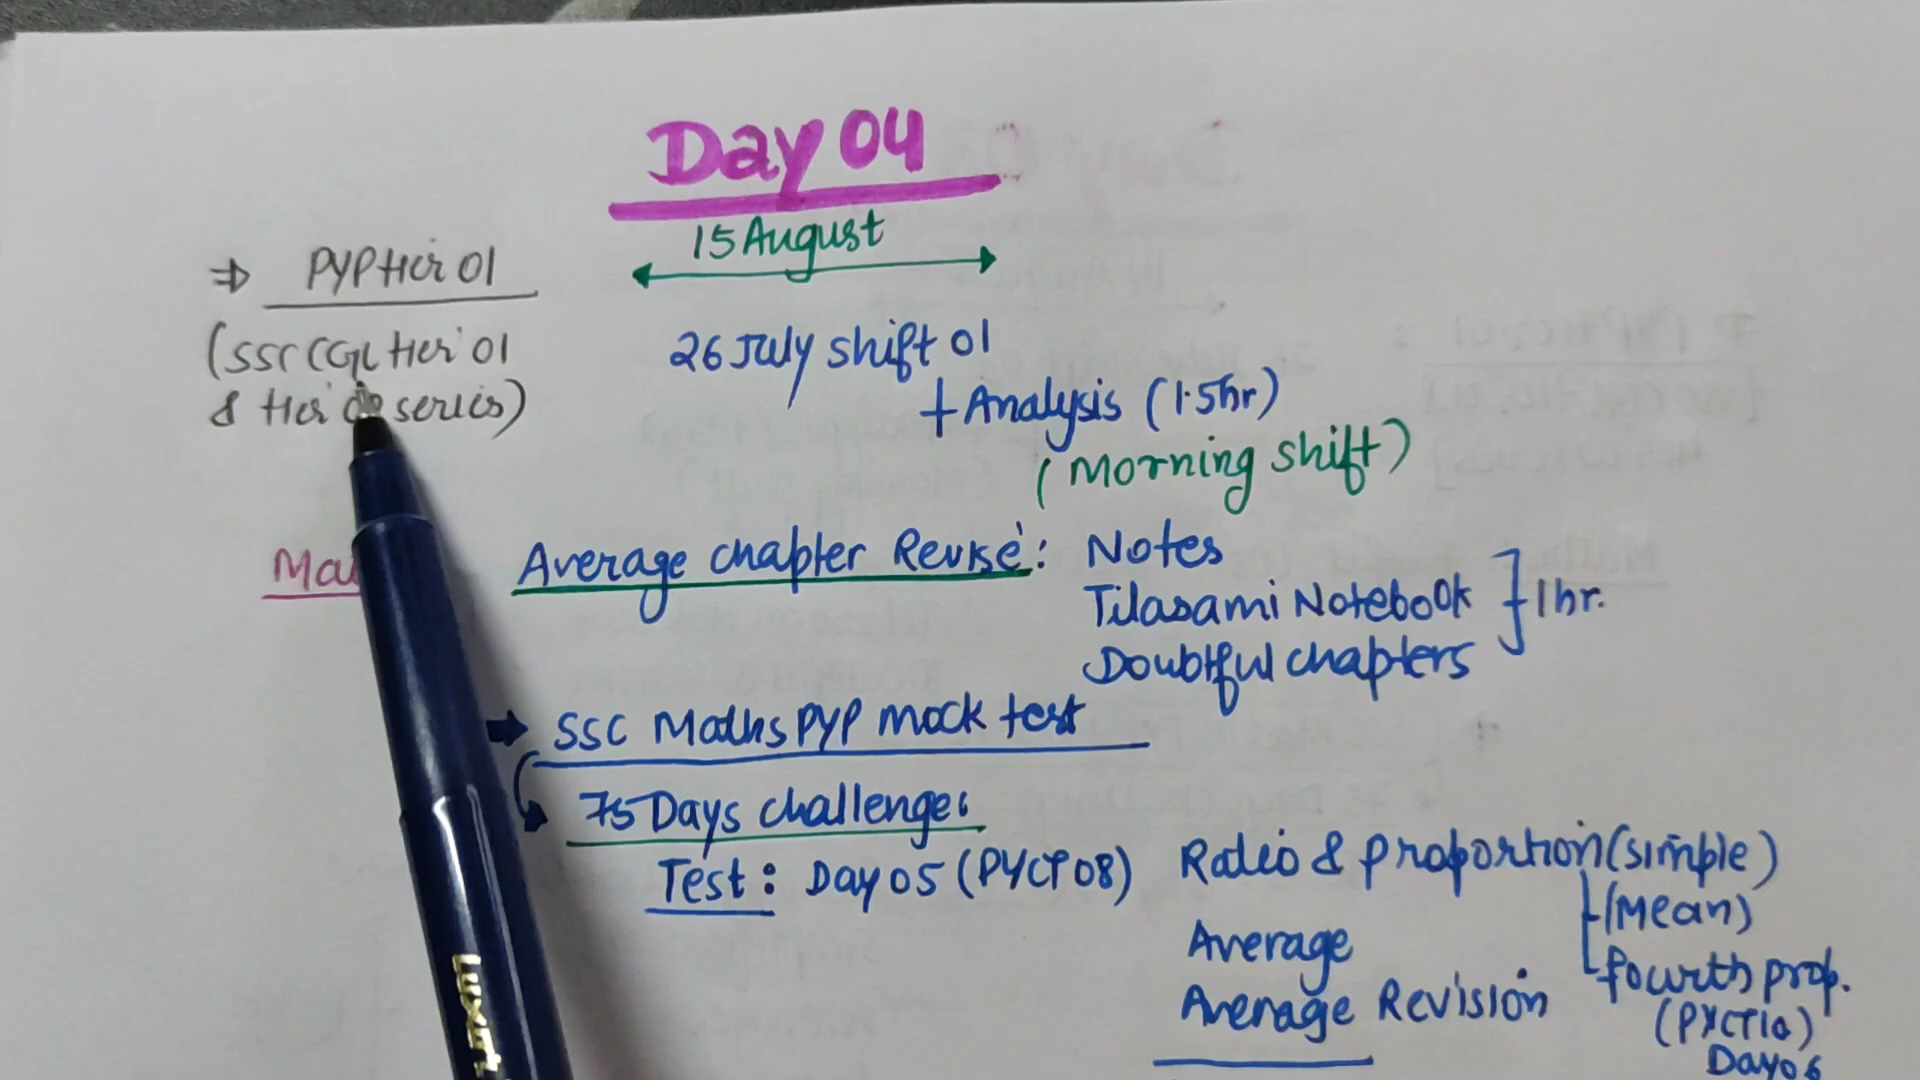 Day 04
15 August
⇒ PYP tier 01
(SSC CGL tier 01
& tier series)
26 July shift 01
+ Analysis (1.5hr)
(Morning shift)
Average chapter Revise: Notes
Tilasami Notebook
Doubtful chapters
1hr.
→ SSC Maths PYP mock test
75 Days challenge:
Test: Day 05 (PYCT 08) Ratio & proportion (simple)
(Mean)
fourth prop.
(PYCT10)
Day 06
Average
Average Revision
LUXOR